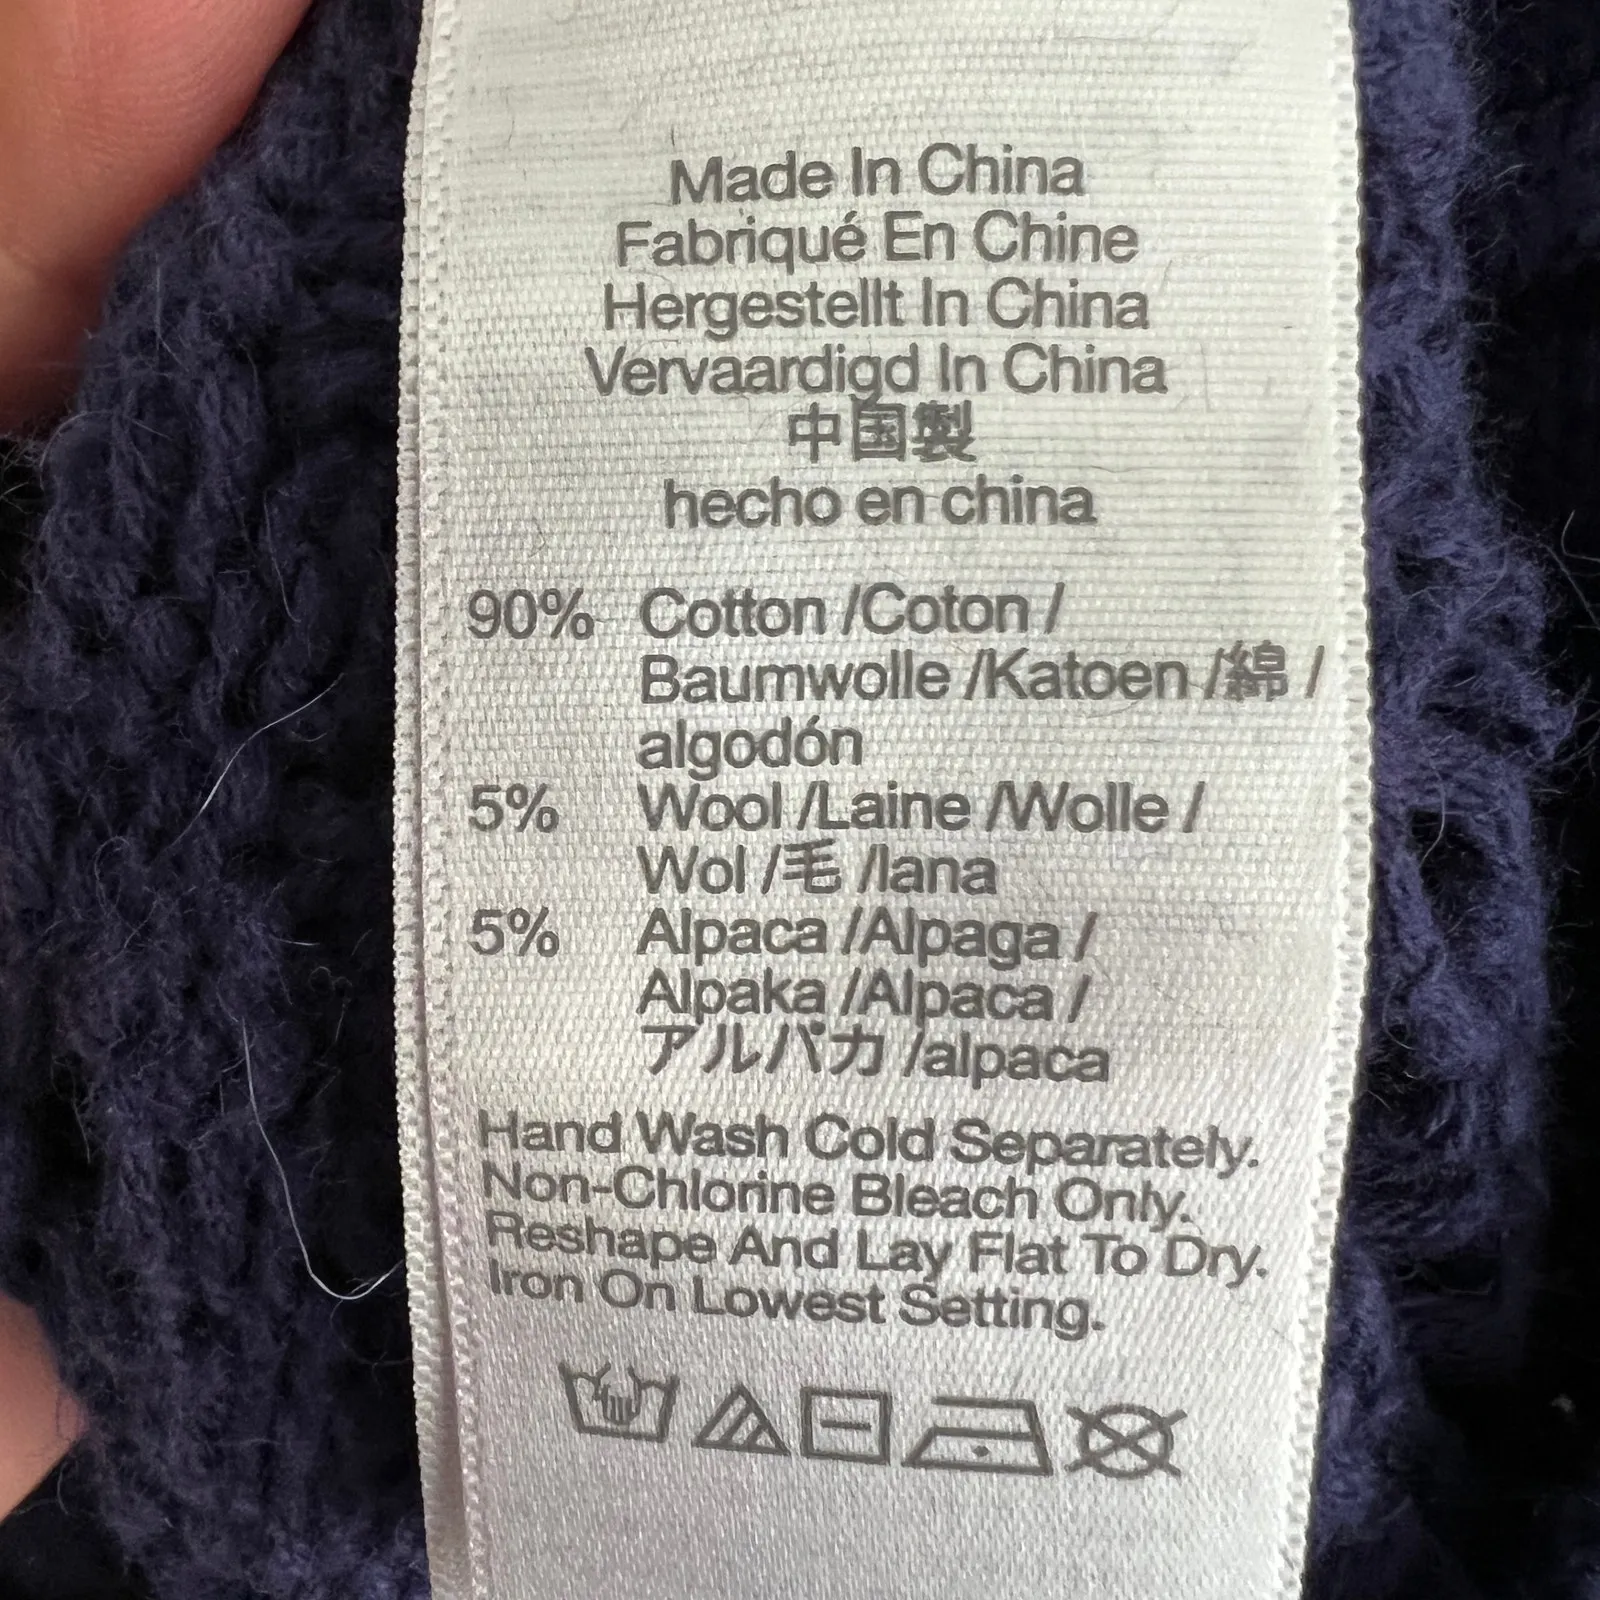 Made In China
Fabriqué En Chine
Hergestellt In China
Vervaardigd In China
中国製
hecho en china
90% Cotton /Coton /
Baumwolle /Katoen /綿 /
algodón
5% Wool /Laine /Wolle /
Wol /毛 /lana
5% Alpaca /Alpaga /
Alpaka /Alpaca /
アルパカ /alpaca
Hand Wash Cold Separately.
Non-Chlorine Bleach Only.
Reshape And Lay Flat To Dry.
Iron On Lowest Setting.